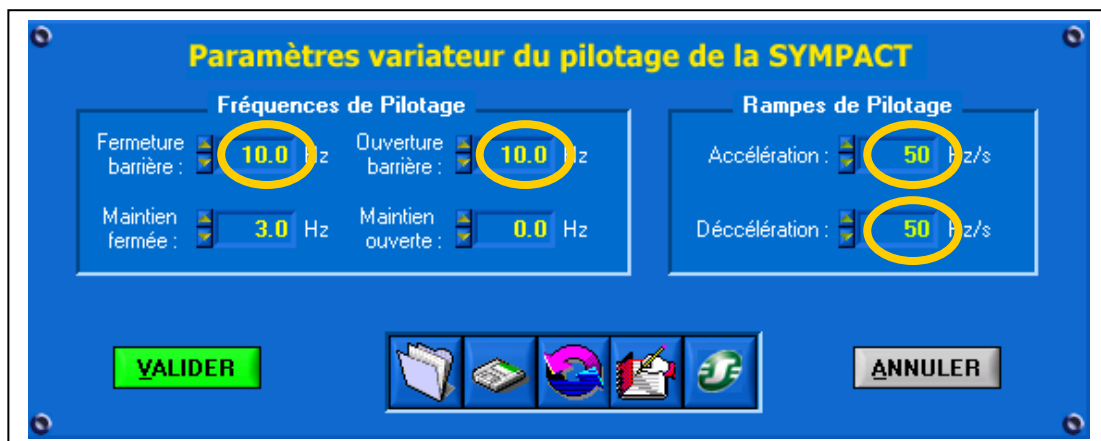 Paramètres variateur du pilotage de la SYMPACT
Fréquences de Pilotage
Fermeture barrière : 10.0 Hz
Ouverture barrière : 10.0 Hz
Maintien fermée : 3.0 Hz
Maintien ouverte : 0.0 Hz
Rampes de Pilotage
Accélération : 50 Hz/s
Déccélération : 50 Hz/s
VALIDER
ANNULER